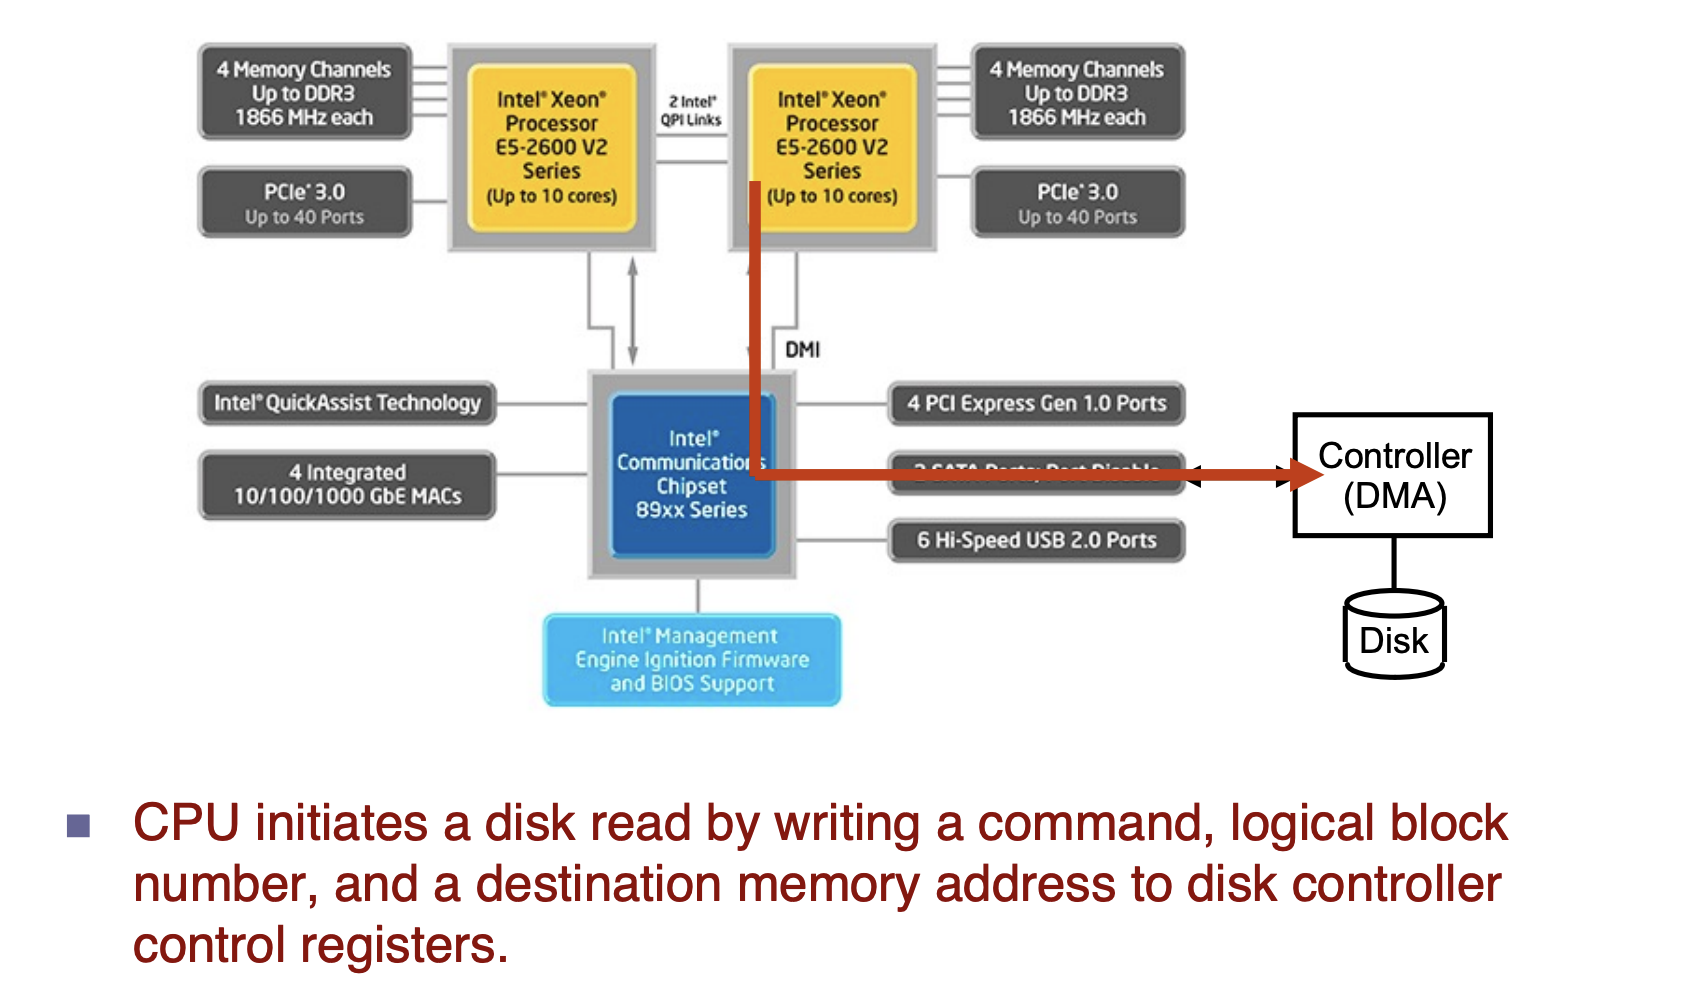 4 Memory Channels
Up to DDR3
1866 MHz each
PCIe® 3.0
Up to 40 Ports
Intel® Xeon®
Processor
E5-2600 V2
Series
(Up to 10 cores)
2 Intel®
QPI Links
Intel® Xeon®
Processor
E5-2600 V2
Series
(Up to 10 cores)
4 Memory Channels
Up to DDR3
1866 MHz each
PCIe® 3.0
Up to 40 Ports
DMI
Intel® QuickAssist Technology
4 Integrated
10/100/1000 GbE MACs
Intel®
Communications
Chipset
89xx Series
4 PCI Express Gen 1.0 Ports
2 SATA Ports; Port Disable
6 Hi-Speed USB 2.0 Ports
Controller
(DMA)
Disk
Intel® Management
Engine Ignition Firmware
and BIOS Support
CPU initiates a disk read by writing a command, logical block
number, and a destination memory address to disk controller
control registers.